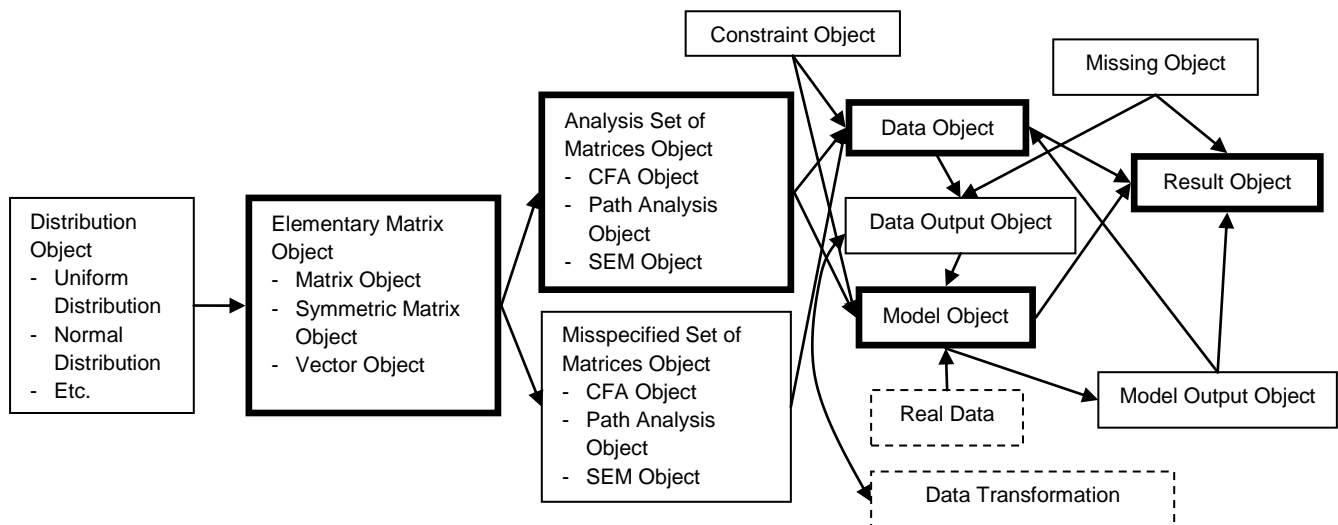 Constraint Object
Missing Object
Distribution
Object
- Uniform
Distribution
- Normal
Distribution
- Etc.
Elementary Matrix
Object
- Matrix Object
- Symmetric Matrix
Object
- Vector Object
Analysis Set of
Matrices Object
- CFA Object
- Path Analysis
Object
- SEM Object
Misspecified Set of
Matrices Object
- CFA Object
- Path Analysis
Object
- SEM Object
Data Object
Data Output Object
Model Object
Real Data
Data Transformation
Result Object
Model Output Object